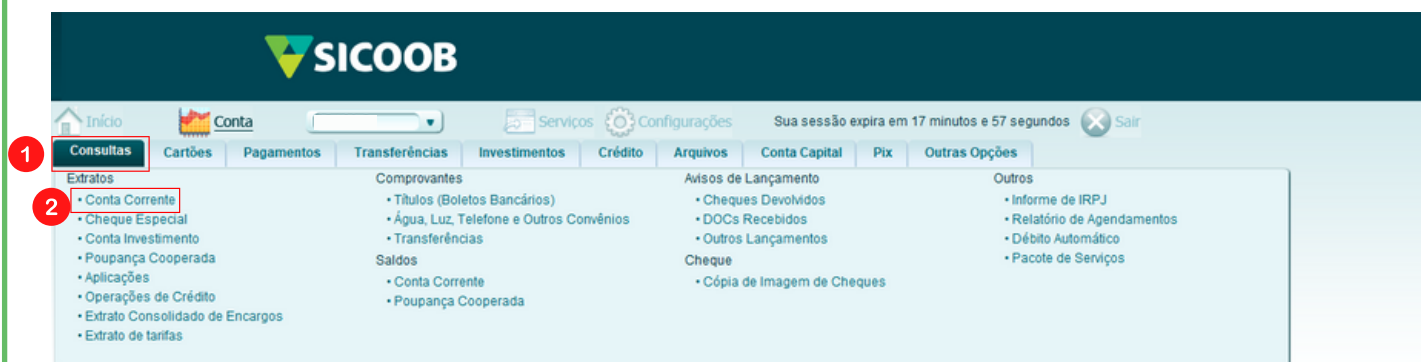 SICOOB
Início
Conta
Serviços
Configurações
Sua sessão expira em 17 minutos e 57 segundos
Sair
1
Consultas
Cartões
Pagamentos
Transferências
Investimentos
Crédito
Arquivos
Conta Capital
Pix
Outras Opções
2
Extratos
• Conta Corrente
• Cheque Especial
• Conta Investimento
• Poupança Cooperada
• Aplicações
• Operações de Crédito
• Extrato Consolidado de Encargos
• Extrato de tarifas
Comprovantes
• Títulos (Boletos Bancários)
• Água, Luz, Telefone e Outros Convênios
• Transferências
Saldos
• Conta Corrente
• Poupança Cooperada
Avisos de Lançamento
• Cheques Devolvidos
• DOCs Recebidos
• Outros Lançamentos
Cheque
• Cópia de Imagem de Cheques
Outros
• Informe de IRPJ
• Relatório de Agendamentos
• Débito Automático
• Pacote de Serviços